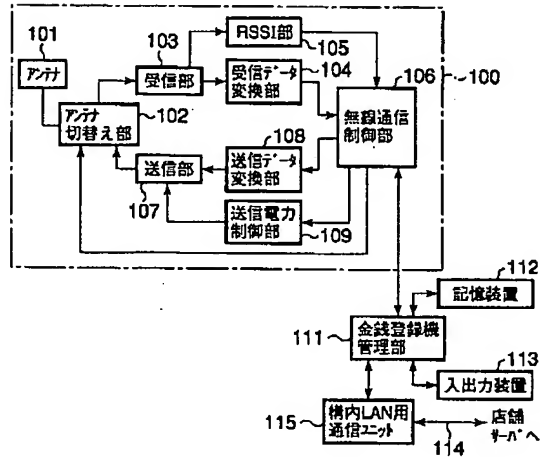 101
アンテナ
103
受信部
RSSI部
105
受信データ
変換部
104
106
100
アンテナ
切替え部
102
無線通信
制御部
108
送信部
107
送信データ
変換部
送信電力
制御部
109
112
記憶装置
111
金銭登録機
管理部
113
入出力装置
115
構内LAN用
通信ユニット
114
店舗
サーバへ